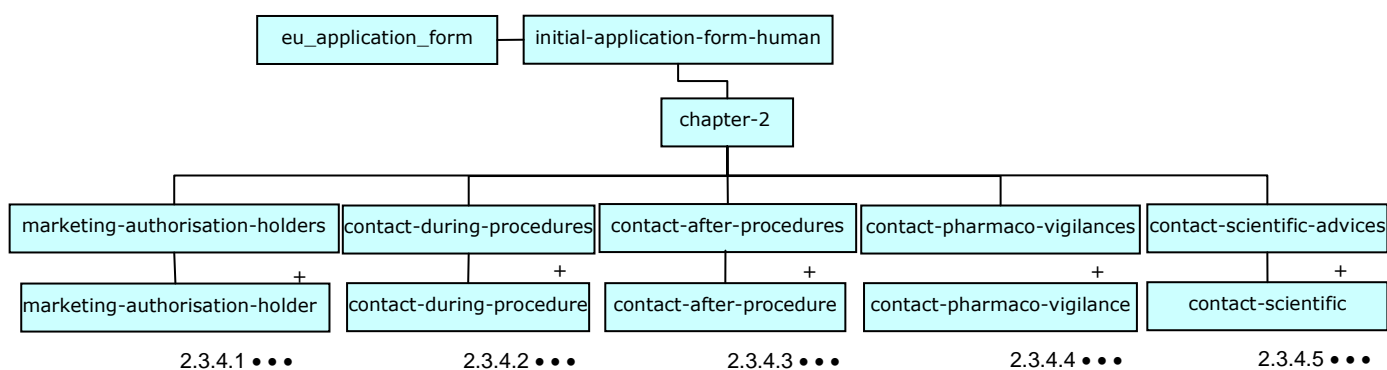 eu_application_form
initial-application-form-human
chapter-2
marketing-authorisation-holders
contact-during-procedures
contact-after-procedures
contact-pharmaco-vigilances
contact-scientific-advices
+
+
+
+
+
marketing-authorisation-holder
contact-during-procedure
contact-after-procedure
contact-pharmaco-vigilance
contact-scientific
2.3.4.1 •••
2.3.4.2 •••
2.3.4.3 •••
2.3.4.4 •••
2.3.4.5 •••